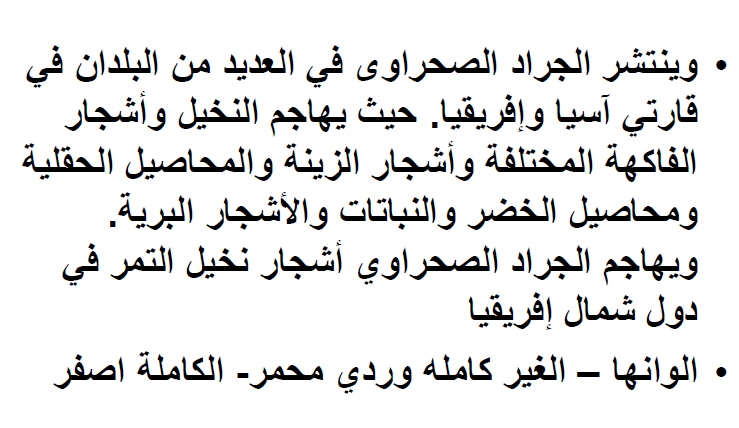 • وينتشر الجراد الصحراوى في العديد من البلدان في
قارتي آسيا وإفريقيا. حيث يهاجم النخيل وأشجار
الفاكهة المختلفة وأشجار الزينة والمحاصيل الحقلية
ومحاصيل الخضر والنباتات والأشجار البرية.
ويهاجم الجراد الصحراوي أشجار نخيل التمر في
دول شمال إفريقيا
• الوانها – الغير كامله وردي محمر- الكاملة اصفر